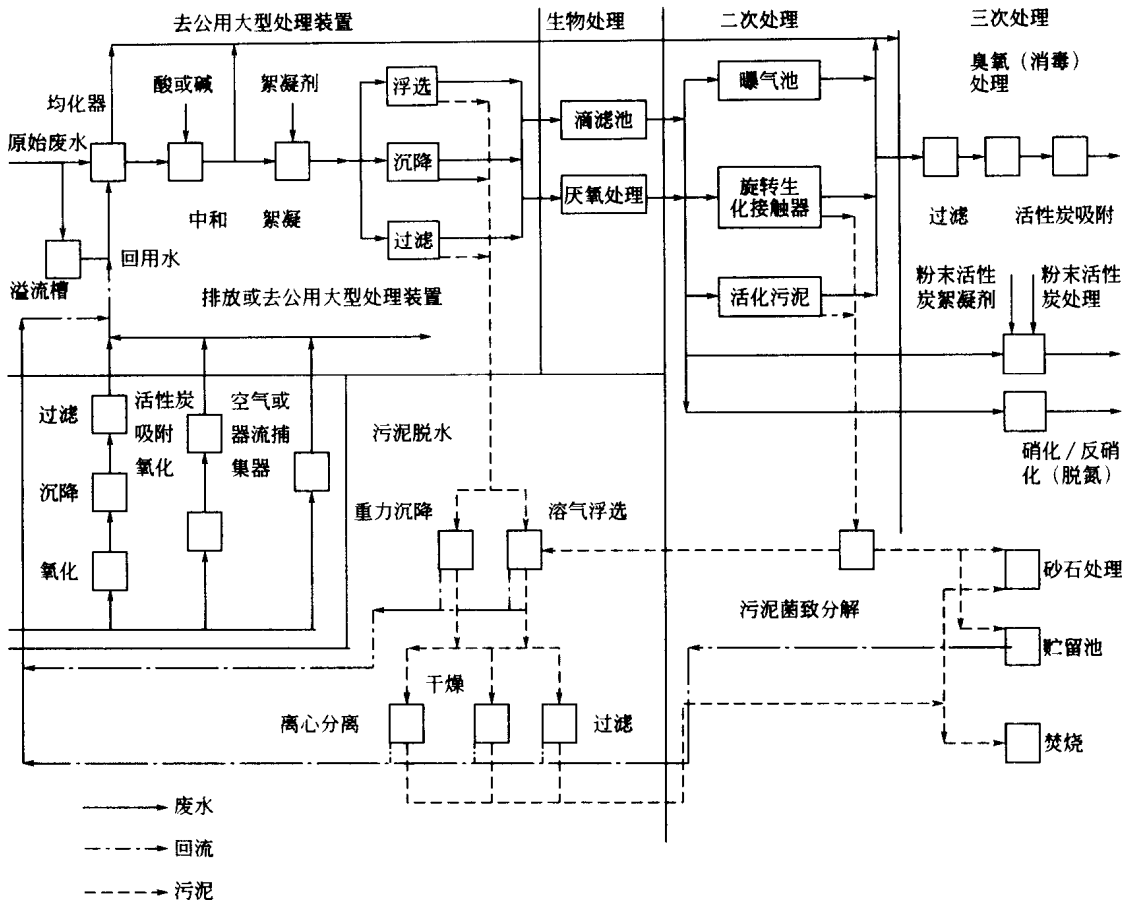 去公用大型处理装置
生物处理
二次处理
三次处理
臭氧（消毒）
处理
酸或碱
絮凝剂
浮选
曝气池
均化器
原始废水
滴滤池
沉降
厌氧处理
旋转生
化接触器
中和
絮凝
过滤
过滤
活性炭吸附
回用水
溢流槽
排放或去公用大型处理装置
活化污泥
粉末活性
炭絮凝剂
粉末活性
炭处理
过滤
活性炭
吸附
氧化
空气或
器流捕
集器
污泥脱水
硝化/反硝
化（脱氮）
沉降
重力沉降
溶气浮选
氧化
砂石处理
污泥菌致分解
贮留池
干燥
离心分离
过滤
焚烧
废水
回流
污泥